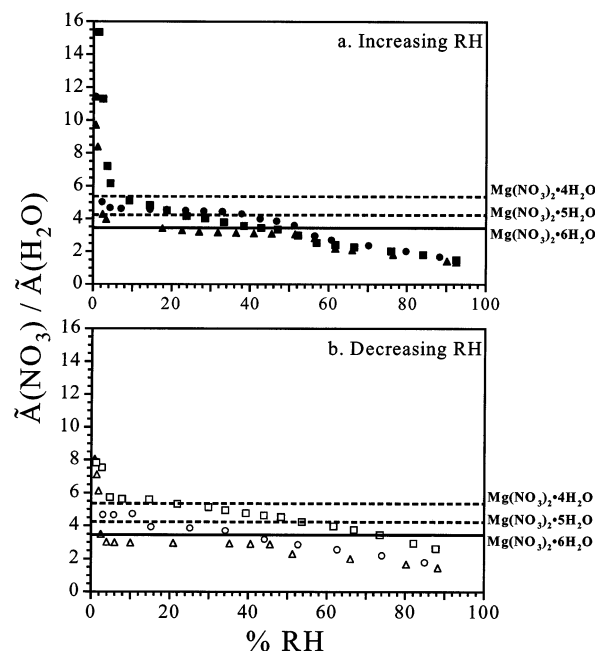 Ã(NO₃) / Ã(H₂O)
16
14
12
10
8
6
4
2
0
a. Increasing RH
Mg(NO₃)₂•4H₂O
Mg(NO₃)₂•5H₂O
Mg(NO₃)₂•6H₂O
0 20 40 60 80 100
16
14
12
10
8
6
4
2
0
b. Decreasing RH
Mg(NO₃)₂•4H₂O
Mg(NO₃)₂•5H₂O
Mg(NO₃)₂•6H₂O
0 20 40 60 80 100
% RH